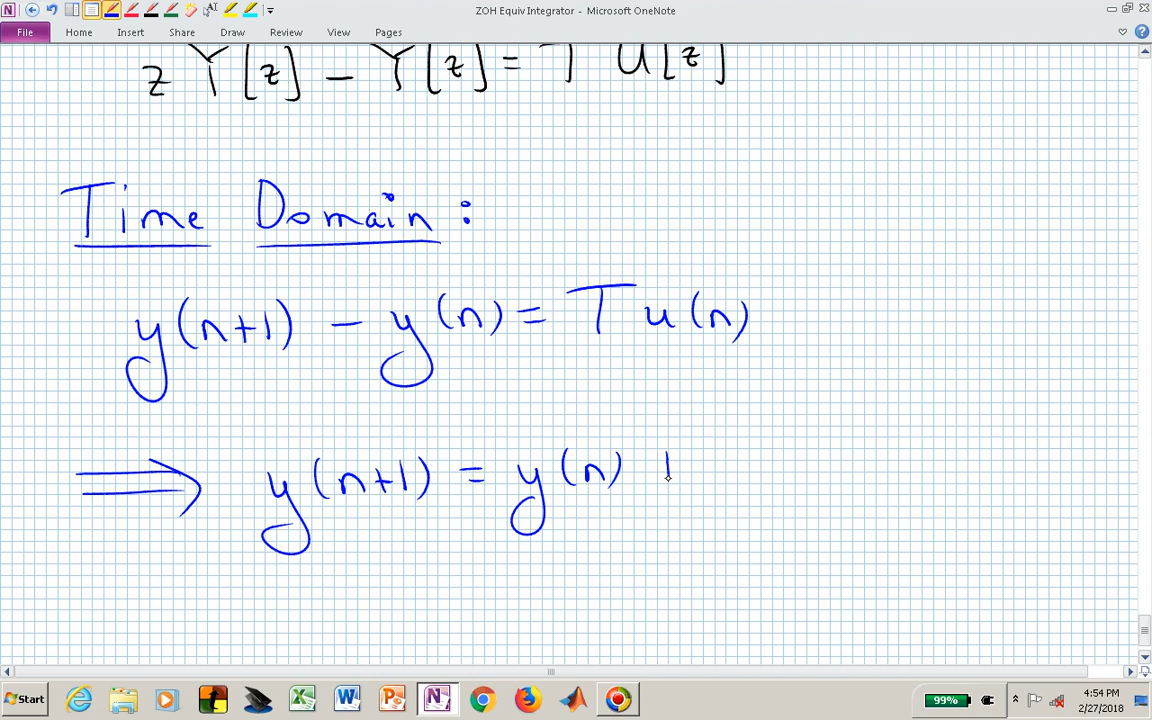 ZOH Equiv Integrator - Microsoft OneNote
File Home Insert Share Draw Review View Pages
z Y[z] - Y[z] = T U[z]
Time Domain:
y(n+1) - y(n) = T u(n)
⟹ y(n+1) = y(n)
Start
99%
4:54 PM
2/27/2018